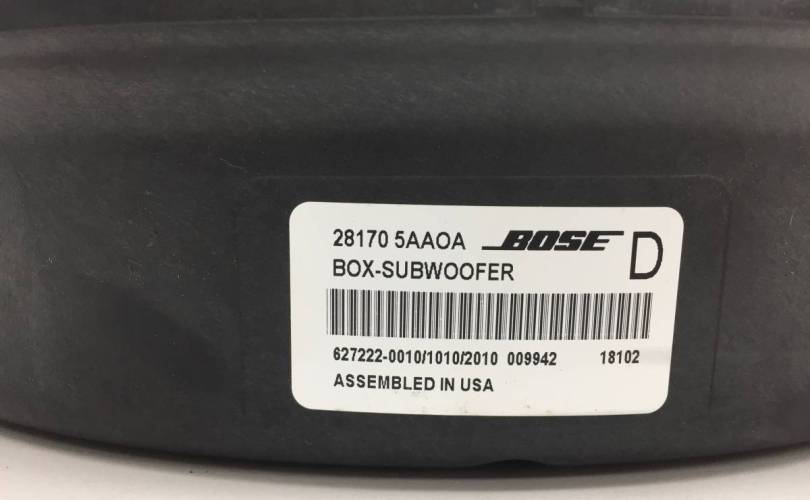 28170 5AAOA BOSE D
BOX-SUBWOOFER
627222-0010/1010/2010 009942 18102
ASSEMBLED IN USA